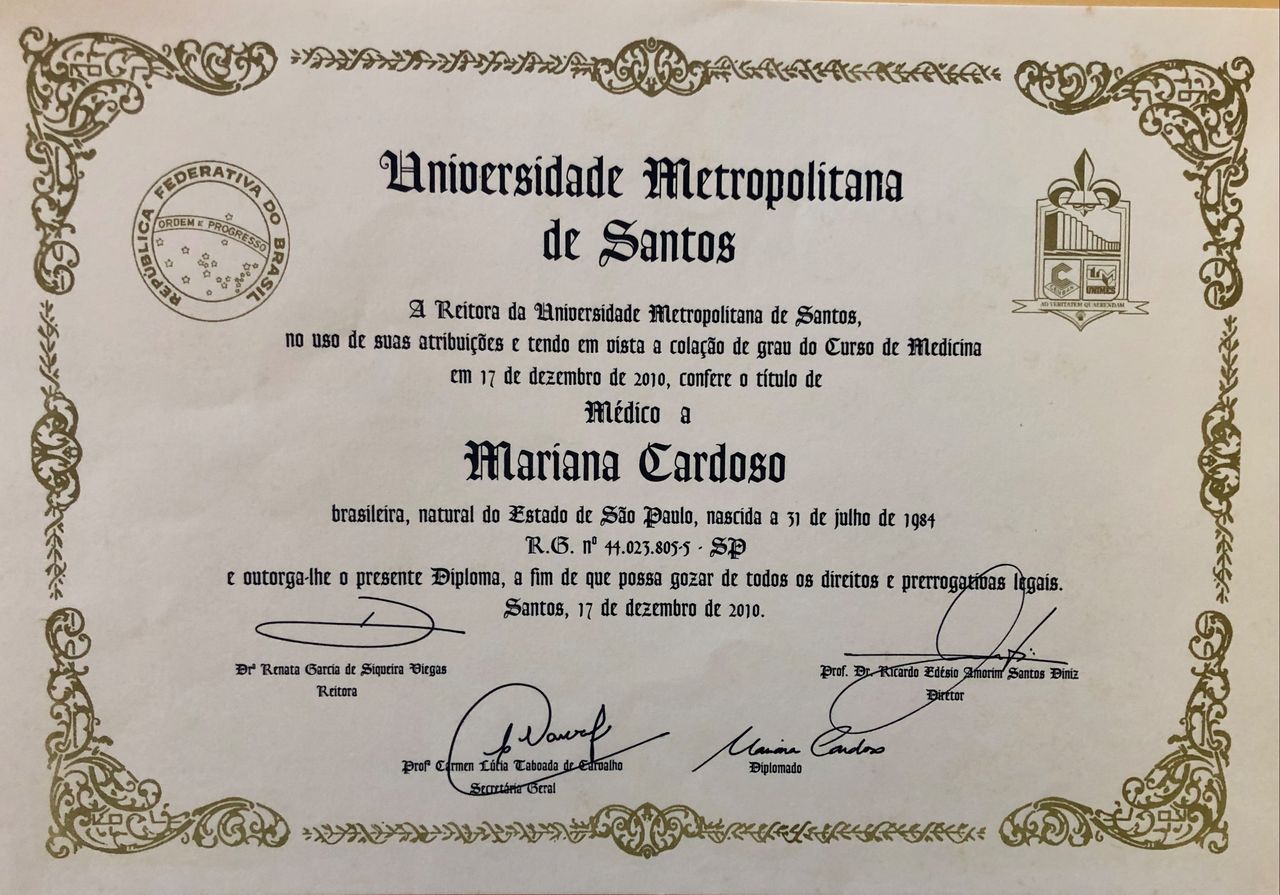 Universidade Metropolitana
de Santos
REPÚBLICA FEDERATIVA DO BRASIL
ORDEM E PROGRESSO
UNIMES
AD VERITATEM QUAERENDAM
A Reitora da Universidade Metropolitana de Santos,
no uso de suas atribuições e tendo em vista a colação de grau do Curso de Medicina
em 17 de dezembro de 2010, confere o título de
Médico a
Mariana Cardoso
brasileira, natural do Estado de São Paulo, nascida a 31 de julho de 1984
R.G. nº 44.023.805-5 - SP
e outorga-lhe o presente Diploma, a fim de que possa gozar de todos os direitos e prerrogativas legais.
Santos, 17 de dezembro de 2010.
Drª Renata Garcia de Siqueira Viegas
Reitora
Prof. Dr. Ricardo Edésio Amorim Santos Diniz
Diretor
Profª Carmen Lúcia Taboada de Carvalho
Secretária Geral
Mariana Cardoso
Diplomado